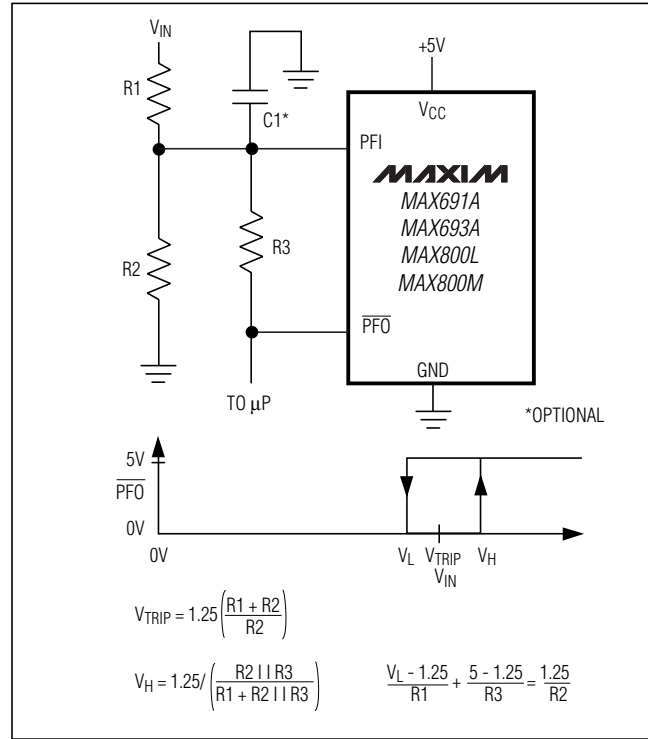 V_IN
R1
C1*
+5V
V_CC
PFI
MAXIM
MAX691A
MAX693A
MAX800L
MAX800M
R2
R3
P̅F̅O̅
GND
TO μP
*OPTIONAL
5V
P̅F̅O̅
0V
0V
V_L
V_TRIP
V_H
V_IN
V_TRIP = 1.25 ( (R1 + R2) / R2 )
V_H = 1.25/ ( (R2 I I R3) / (R1 + R2 I I R3) )
(V_L - 1.25) / R1 + (5 - 1.25) / R3 = 1.25 / R2